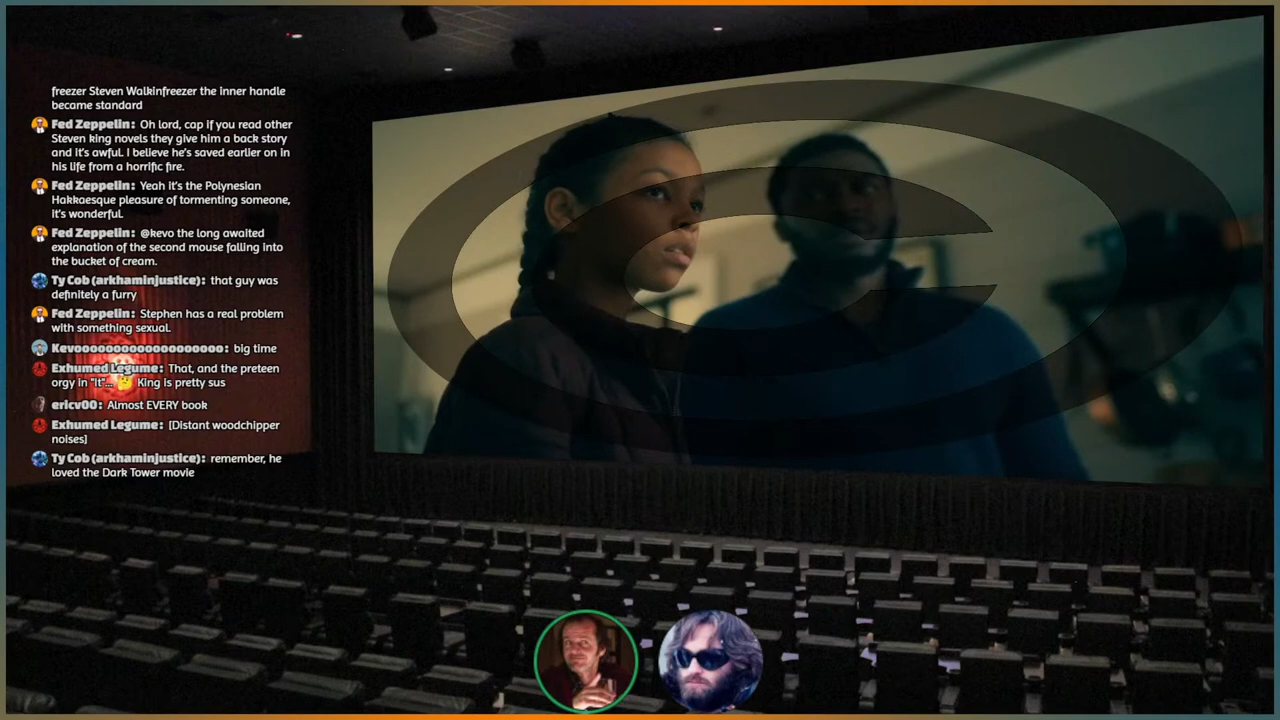 freezer Steven Walkinfreezer the inner handle
became standard
Fed Zeppelin: Oh lord, cap if you read other
Steven king novels they give him a back story
and it's awful. I believe he's saved earlier on in
his life from a horrific fire.
Fed Zeppelin: Yeah it's the Polynesian
Hakkaesque pleasure of tormenting someone,
it's wonderful.
Fed Zeppelin: @kevo the long awaited
explanation of the second mouse falling into
the bucket of cream.
Ty Cob (arkhaminjustice): that guy was
definitely a furry
Fed Zeppelin: Stephen has a real problem
with something sexual.
Kevooooooooooooooooooo: big time
Exhumed Legume: That, and the preteen
orgy in "It"... 🤔 King is pretty sus
ericv00: Almost EVERY book
Exhumed Legume: [Distant woodchipper
noises]
Ty Cob (arkhaminjustice): remember, he
loved the Dark Tower movie